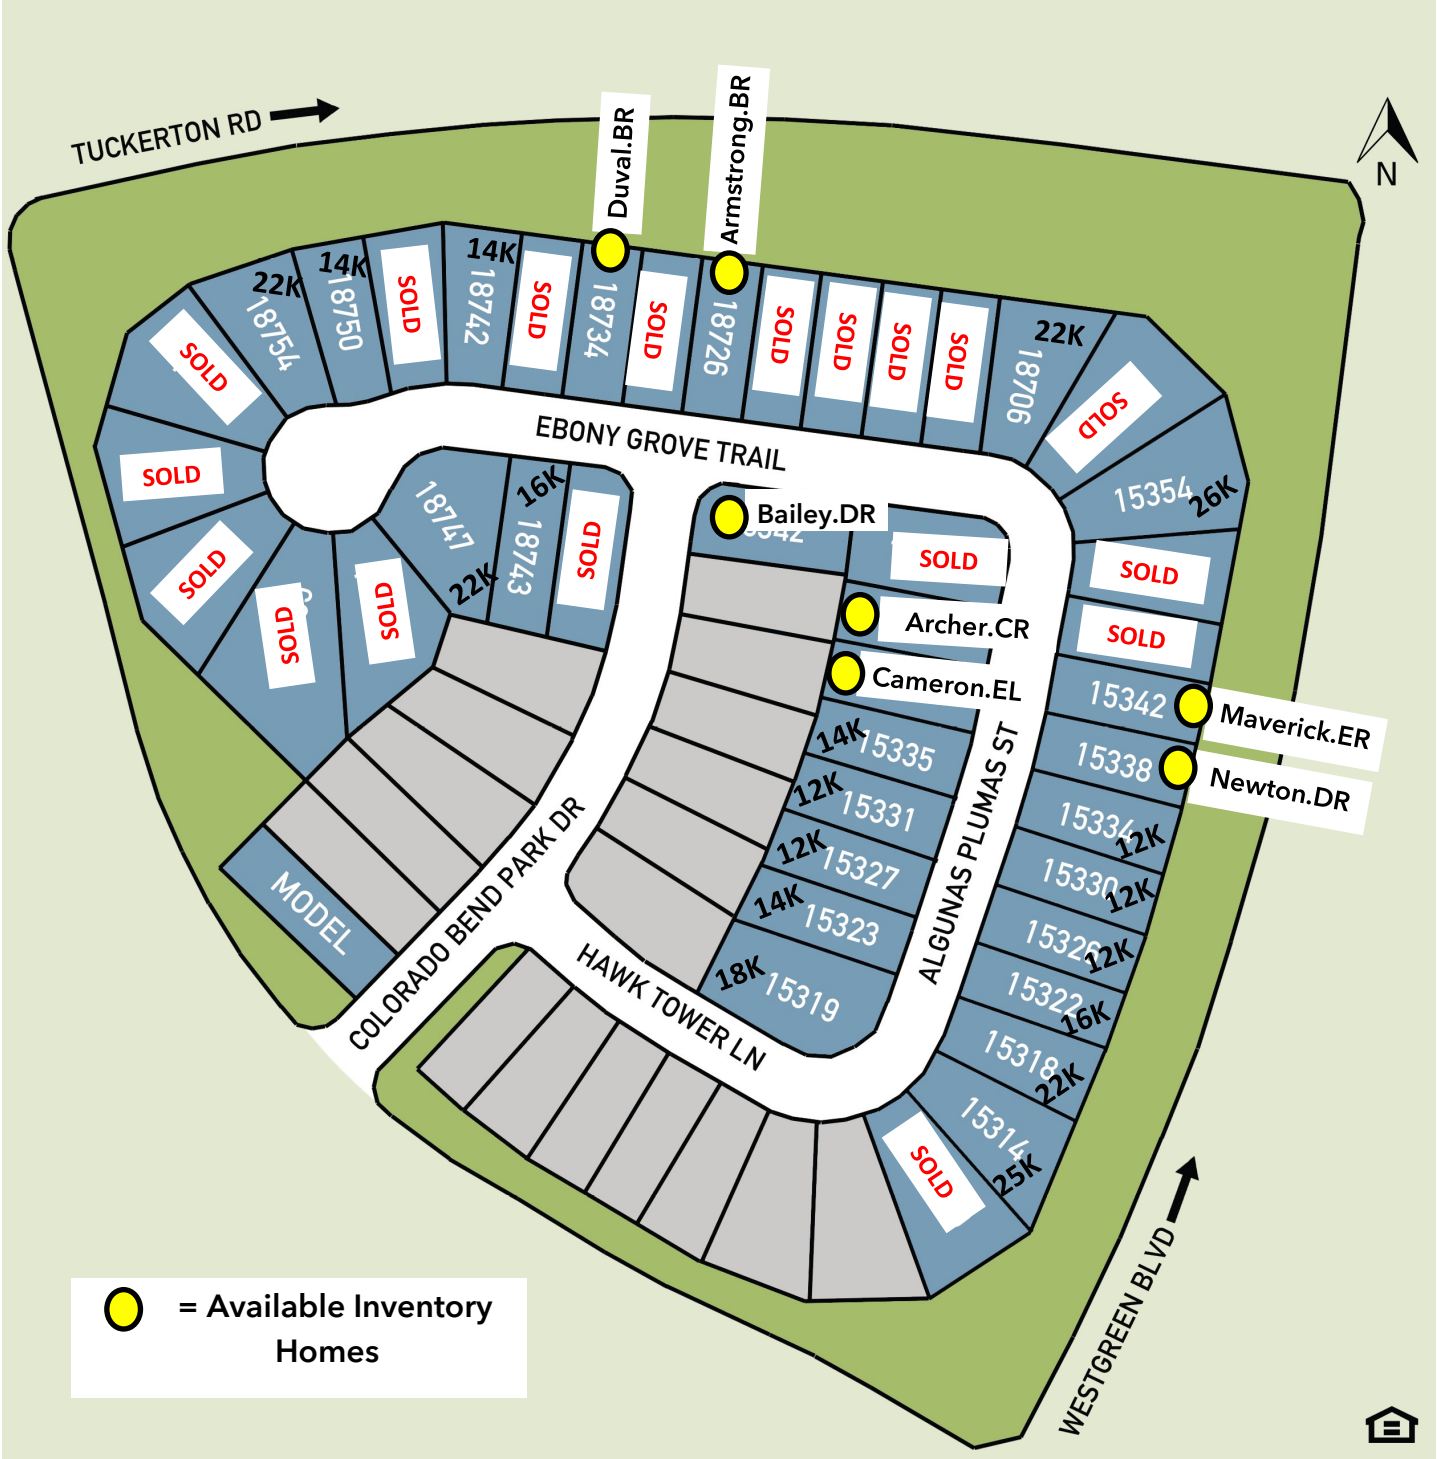 TUCKERTON RD
Duval.BR
Armstrong.BR
N
22K
18754
14K
18750
SOLD
14K
18742
SOLD
18734
SOLD
18726
SOLD
SOLD
SOLD
SOLD
22K
18706
SOLD
SOLD
SOLD
SOLD
SOLD
SOLD
EBONY GROVE TRAIL
18747
22K
16K
18743
SOLD
Bailey.DR
SOLD
15354
26K
SOLD
SOLD
Archer.CR
Cameron.EL
15342
Maverick.ER
15338
Newton.DR
14K
15335
12K
15331
12K
15327
14K
15323
18K
15319
15334
12K
15330
12K
15326
12K
15322
16K
15318
22K
15314
25K
SOLD
ALGUNAS PLUMAS ST
MODEL
COLORADO BEND PARK DR
HAWK TOWER LN
WESTGREEN BLVD
= Available Inventory
Homes